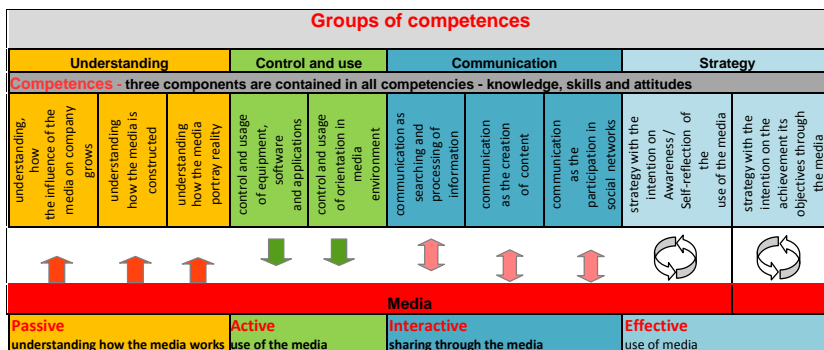 Groups of competences
Understanding
Control and use
Communication
Strategy
Competences - three components are contained in all competencies - knowledge, skills and attitudes
understanding,
how
the influence of the
media on company
grows
understanding
how the media is
constructed
understanding
how the media
portray reality
control and usage
of equipment,
software
and applications
control and usage
of orientation in
media
environment
communication as
searching and
processing of
information
communication
as the creation
of content
communication
as the
participation in
social networks
strategy with the
intention on
Awareness /
Self-reflection of
the
use of the media
strategy with the
intention on the
achievement its
objectives through
the media
Media
Passive
understanding how the media works
Active
use of the media
Interactive
sharing through the media
Effective
use of media